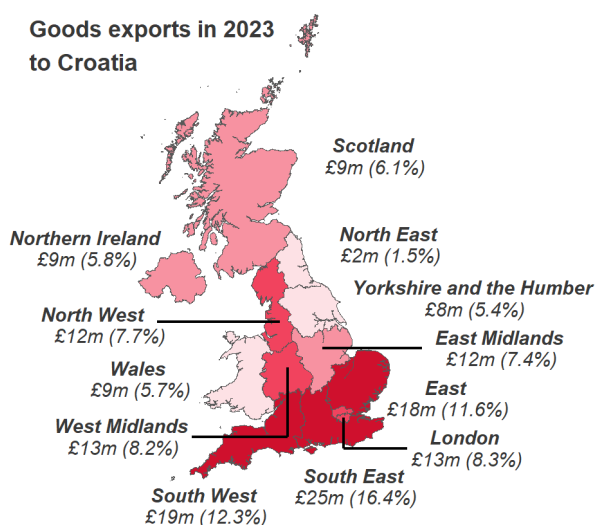 Goods exports in 2023
to Croatia
Scotland
£9m (6.1%)
Northern Ireland
£9m (5.8%)
North East
£2m (1.5%)
Yorkshire and the Humber
£8m (5.4%)
North West
£12m (7.7%)
East Midlands
£12m (7.4%)
Wales
£9m (5.7%)
East
£18m (11.6%)
West Midlands
£13m (8.2%)
London
£13m (8.3%)
South East
£25m (16.4%)
South West
£19m (12.3%)